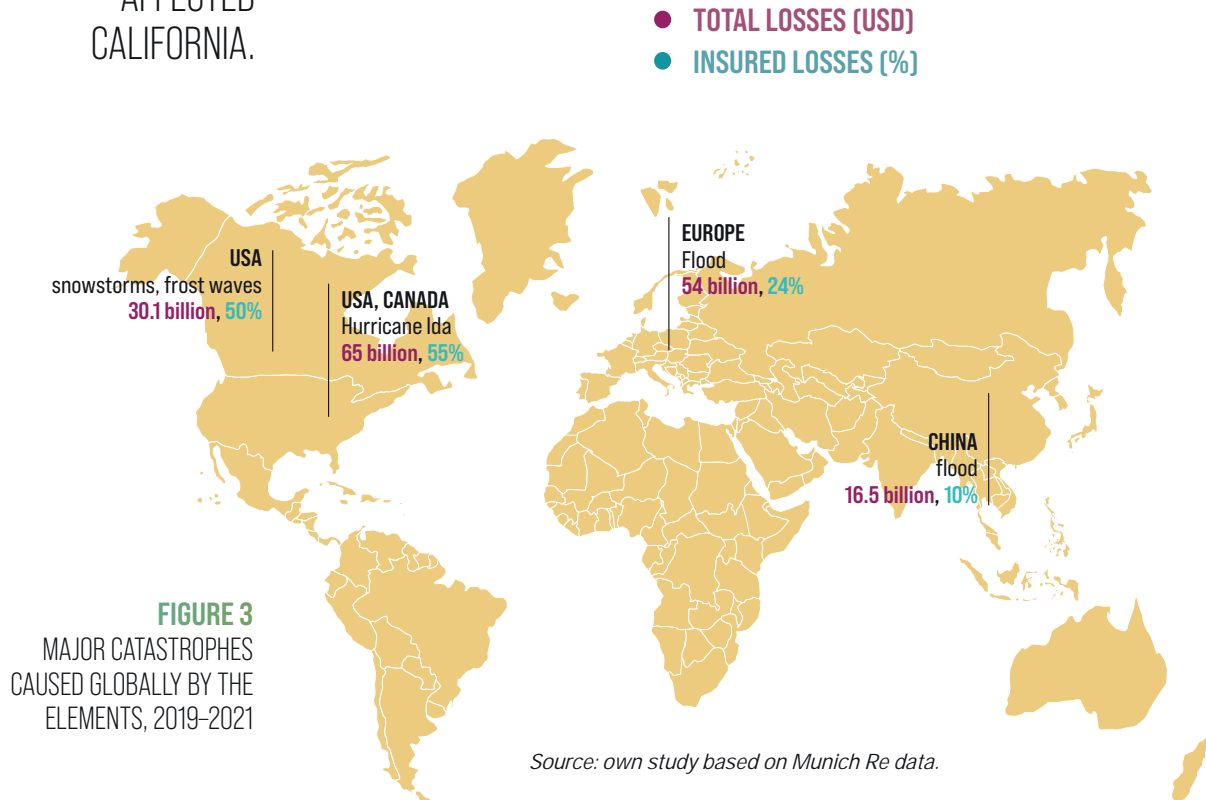 AFFECTED
CALIFORNIA.
TOTAL LOSSES (USD)
INSURED LOSSES (%)
USA
snowstorms, frost waves
30.1 billion, 50%
USA, CANADA
Hurricane Ida
65 billion, 55%
EUROPE
Flood
54 billion, 24%
CHINA
flood
16.5 billion, 10%
FIGURE 3
MAJOR CATASTROPHES
CAUSED GLOBALLY BY THE
ELEMENTS, 2019–2021
Source: own study based on Munich Re data.